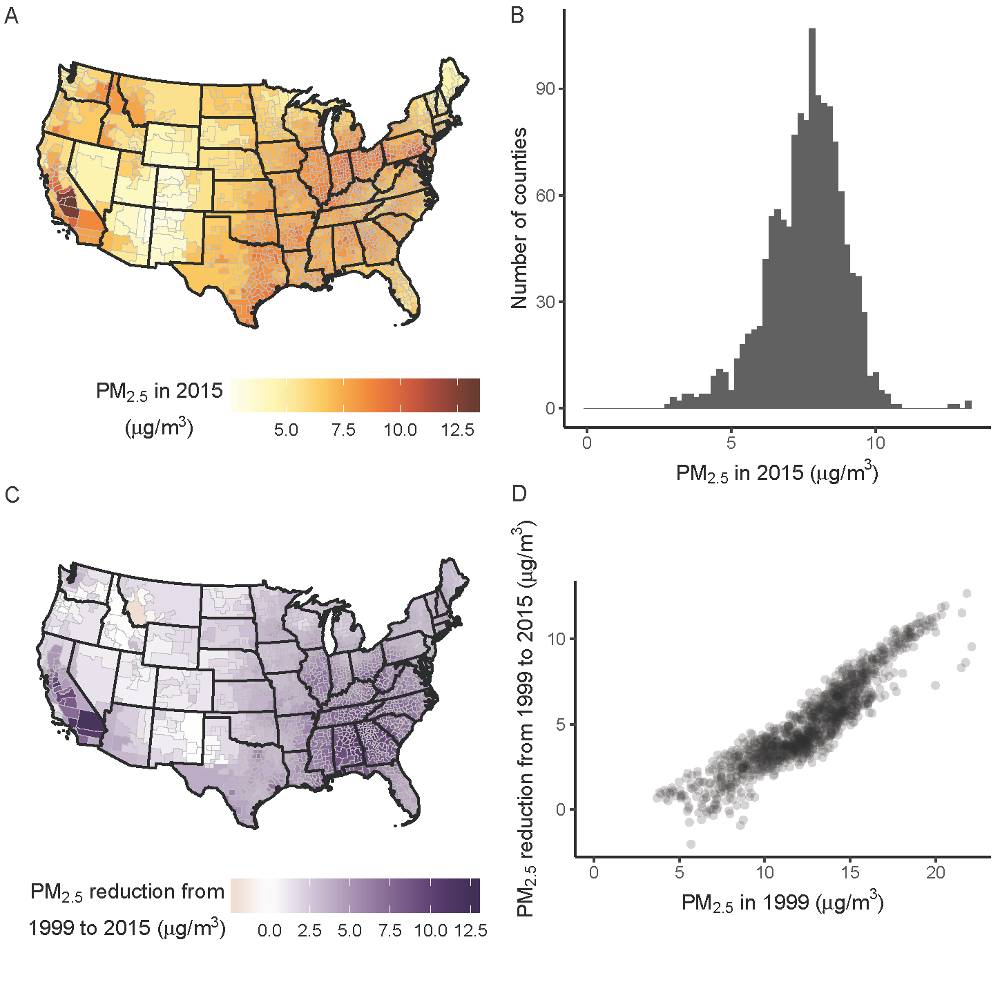 A
PM2.5 in 2015
(μg/m³)
5.0 7.5 10.0 12.5
B
Number of counties
90
60
30
0
0 5 10
PM2.5 in 2015 (μg/m³)
C
PM2.5 reduction from
1999 to 2015 (μg/m³)
0.0 2.5 5.0 7.5 10.0 12.5
D
PM2.5 reduction from 1999 to 2015 (μg/m³)
10
5
0
0 5 10 15 20
PM2.5 in 1999 (μg/m³)